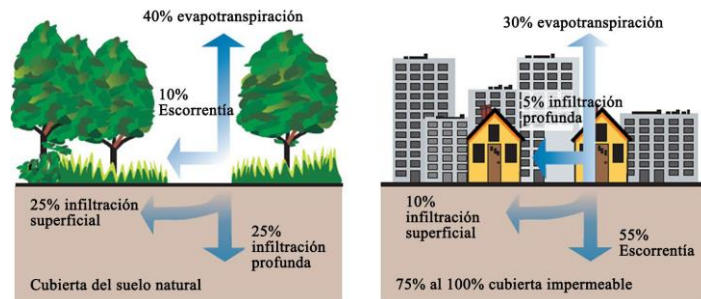 40% evapotranspiración
10%
Escorrentía
25% infiltración
superficial
25%
infiltración
profunda
Cubierta del suelo natural
30% evapotranspiración
5% infiltración
profunda
10%
infiltración
superficial
55%
Escorrentía
75% al 100% cubierta impermeable